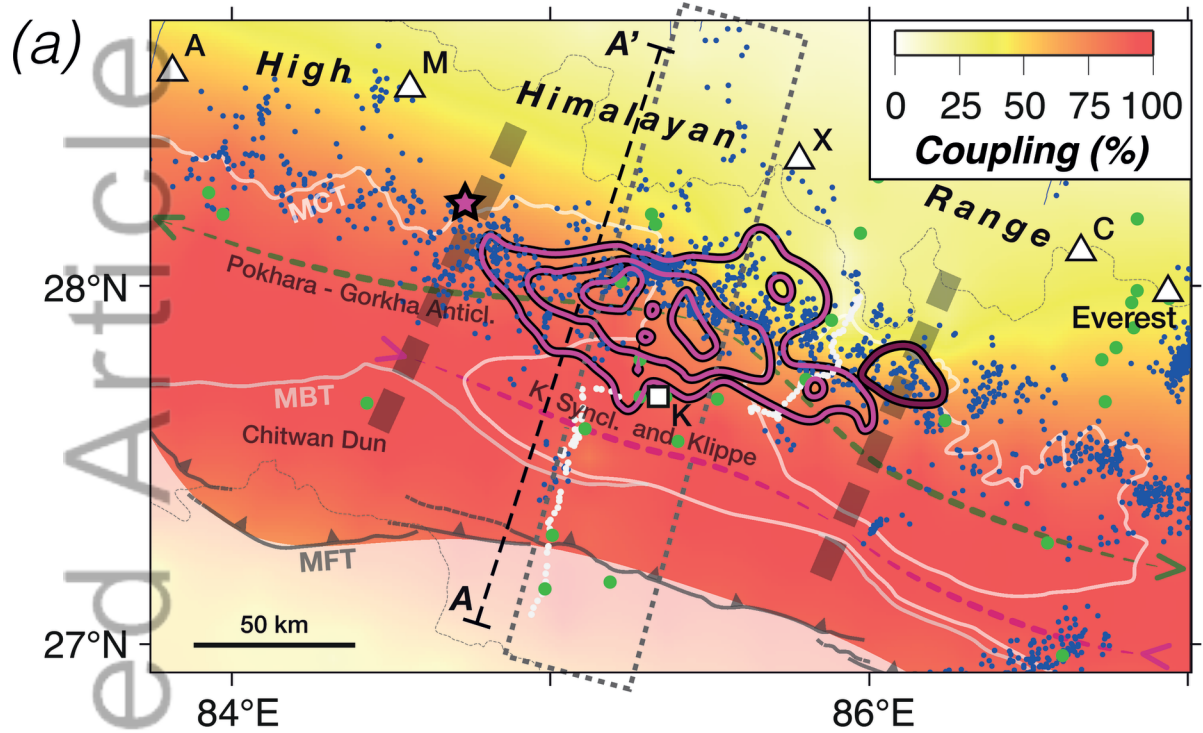 (a)
A
M
High
Himalayan
Range
A'
X
C
Everest
0 25 50 75 100
Coupling (%)
MCT
Pokhara - Gorkha Anticl.
28°N
MBT
Chitwan Dun
K. Syncl. and Klippe
K
MFT
A
50 km
27°N
84°E
86°E
ed Article